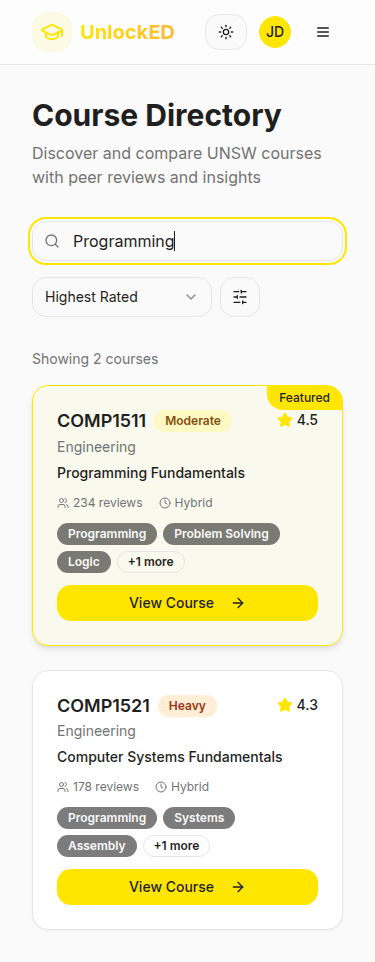 UnlockED
JD
Course Directory
Discover and compare UNSW courses
with peer reviews and insights
Programming
Highest Rated
Showing 2 courses
Featured
COMP1511 Moderate 4.5
Engineering
Programming Fundamentals
234 reviews Hybrid
Programming Problem Solving
Logic +1 more
View Course
COMP1521 Heavy 4.3
Engineering
Computer Systems Fundamentals
178 reviews Hybrid
Programming Systems
Assembly +1 more
View Course